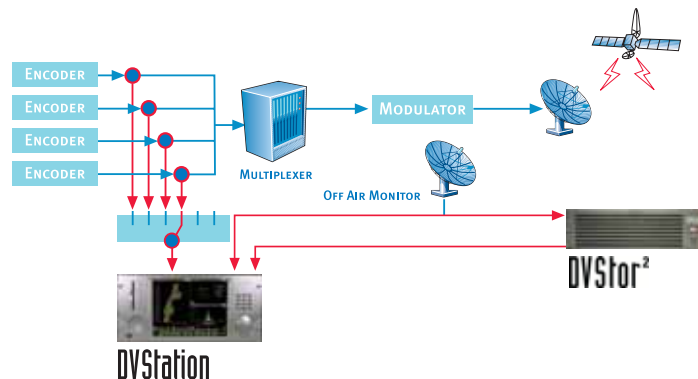 ENCODER
ENCODER
ENCODER
ENCODER
MULTIPLEXER
MODULATOR
OFF AIR MONITOR
DVStor²
DVStation